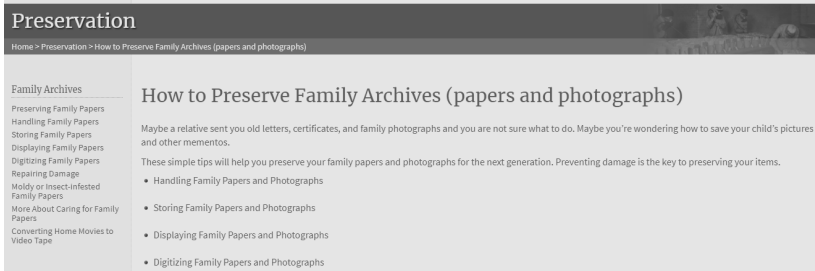 Preservation
Home > Preservation > How to Preserve Family Archives (papers and photographs)
Family Archives
Preserving Family Papers
Handling Family Papers
Storing Family Papers
Displaying Family Papers
Digitizing Family Papers
Repairing Damage
Moldy or Insect-infested
Family Papers
More About Caring for Family
Papers
Converting Home Movies to
Video Tape
How to Preserve Family Archives (papers and photographs)
Maybe a relative sent you old letters, certificates, and family photographs and you are not sure what to do. Maybe you're wondering how to save your child's pictures
and other mementos.
These simple tips will help you preserve your family papers and photographs for the next generation. Preventing damage is the key to preserving your items.
• Handling Family Papers and Photographs
• Storing Family Papers and Photographs
• Displaying Family Papers and Photographs
• Digitizing Family Papers and Photographs